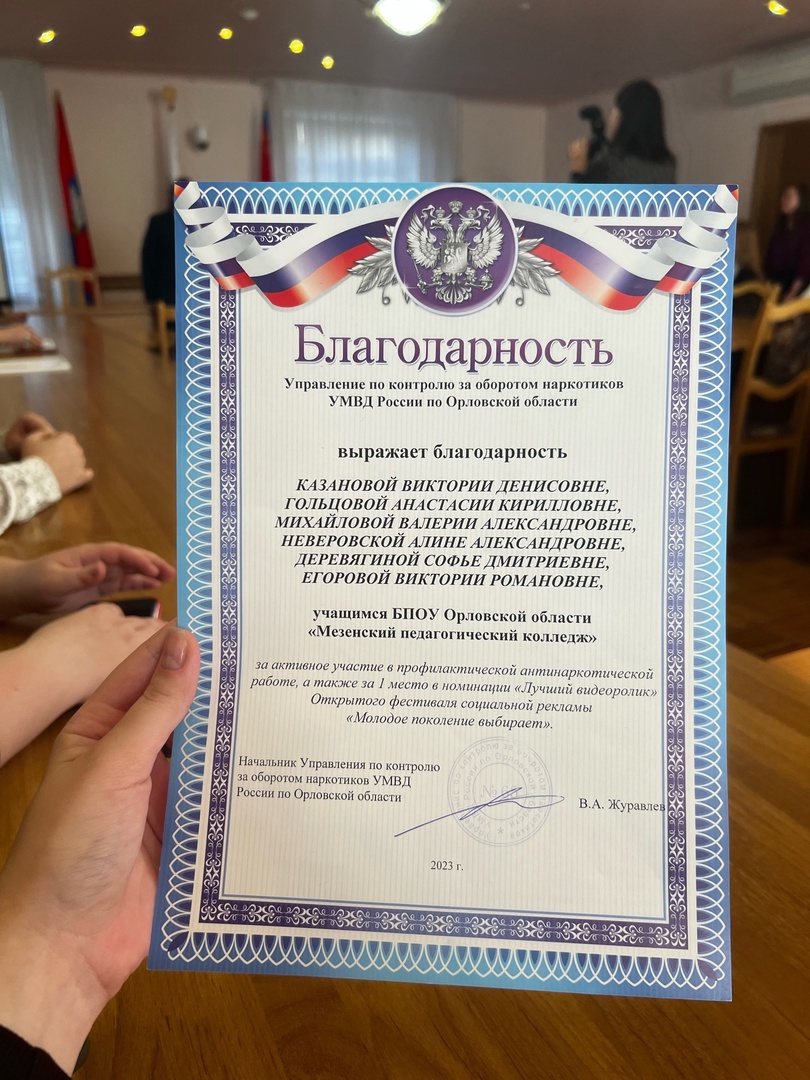 Благодарность
Управление по контролю за оборотом наркотиков
УМВД России по Орловской области
выражает благодарность
КАЗАНОВОЙ ВИКТОРИИ ДЕНИСОВНЕ,
ГОЛЬЦОВОЙ АНАСТАСИИ КИРИЛЛОВНЕ,
МИХАЙЛОВОЙ ВАЛЕРИИ АЛЕКСАНДРОВНЕ,
НЕВЕРОВСКОЙ АЛИНЕ АЛЕКСАНДРОВНЕ,
ДЕРЕВЯГИНОЙ СОФЬЕ ДМИТРИЕВНЕ,
ЕГОРОВОЙ ВИКТОРИИ РОМАНОВНЕ,
учащимся БПОУ Орловской области
«Мезенский педагогический колледж»
за активное участие в профилактической антинаркотической
работе, а также за 1 место в номинации «Лучший видеоролик»
Открытого фестиваля социальной рекламы
«Молодое поколение выбирает».
Начальник Управления по контролю
за оборотом наркотиков УМВД
России по Орловской области
В.А. Журавлев
2023 г.